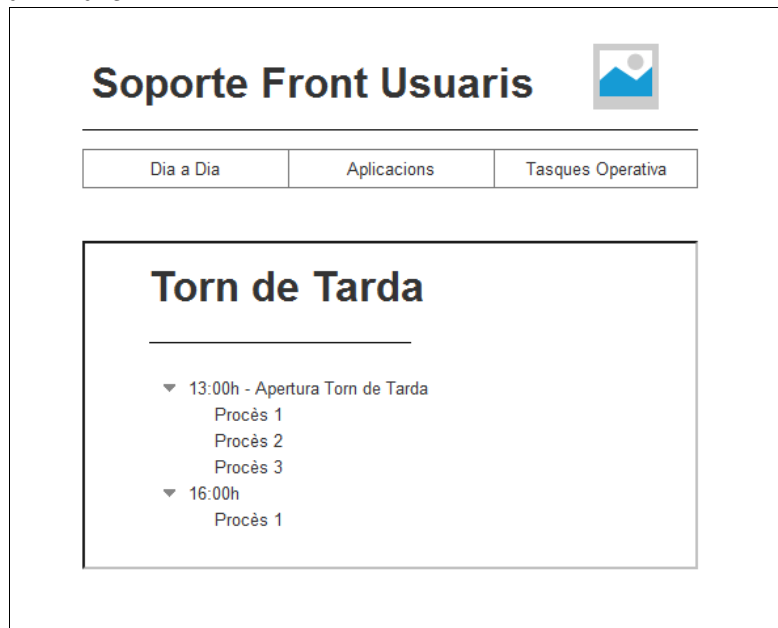 Soporte Front Usuaris
Dia a Dia Aplicacions Tasques Operativa
Torn de Tarda
13:00h - Apertura Torn de Tarda
Procès 1
Procès 2
Procès 3
16:00h
Procès 1